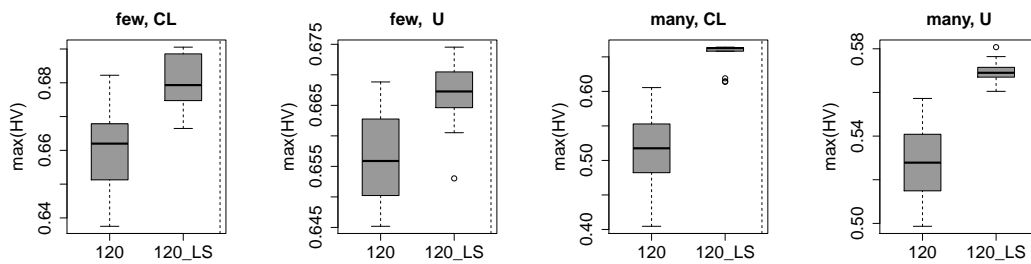 few, CL
max(HV)
0.64 0.66 0.68
120 120_LS
few, U
max(HV)
0.645 0.655 0.665 0.675
120 120_LS
many, CL
max(HV)
0.40 0.50 0.60
120 120_LS
many, U
max(HV)
0.50 0.54 0.58
120 120_LS